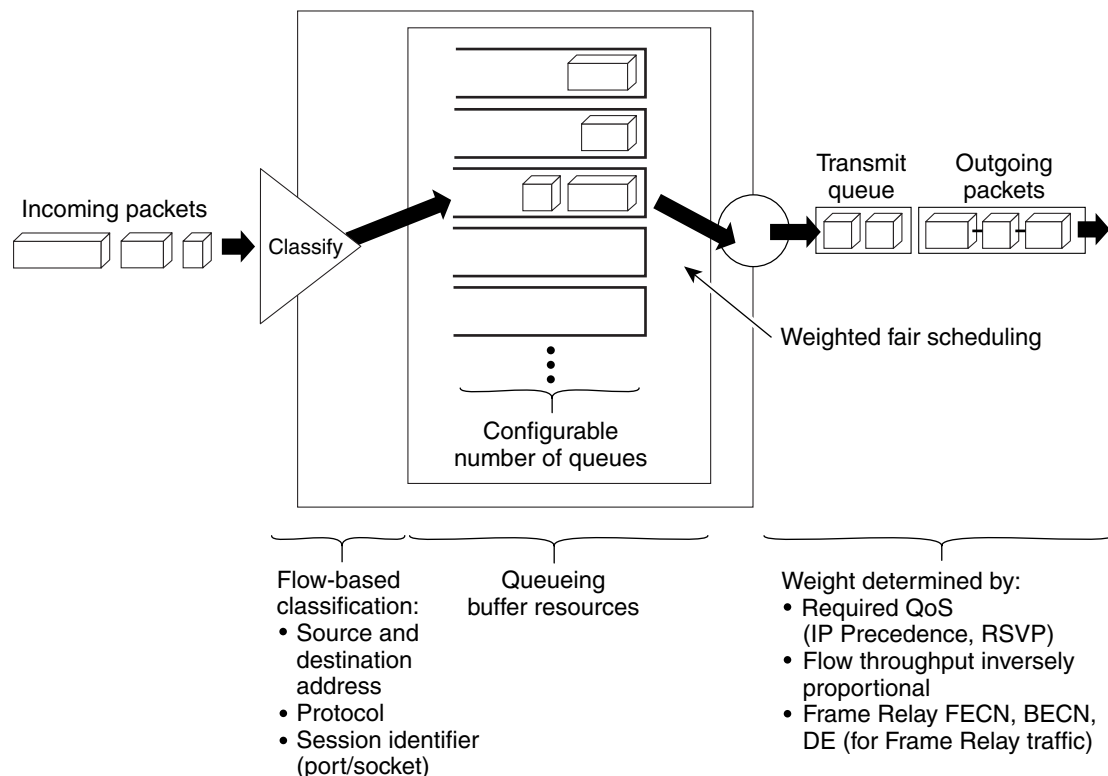 Incoming packets
Classify
Transmit
queue
Outgoing
packets
Weighted fair scheduling
Configurable
number of queues
Flow-based
classification:
• Source and
destination
address
• Protocol
• Session identifier
(port/socket)
Queueing
buffer resources
Weight determined by:
• Required QoS
(IP Precedence, RSVP)
• Flow throughput inversely
proportional
• Frame Relay FECN, BECN,
DE (for Frame Relay traffic)